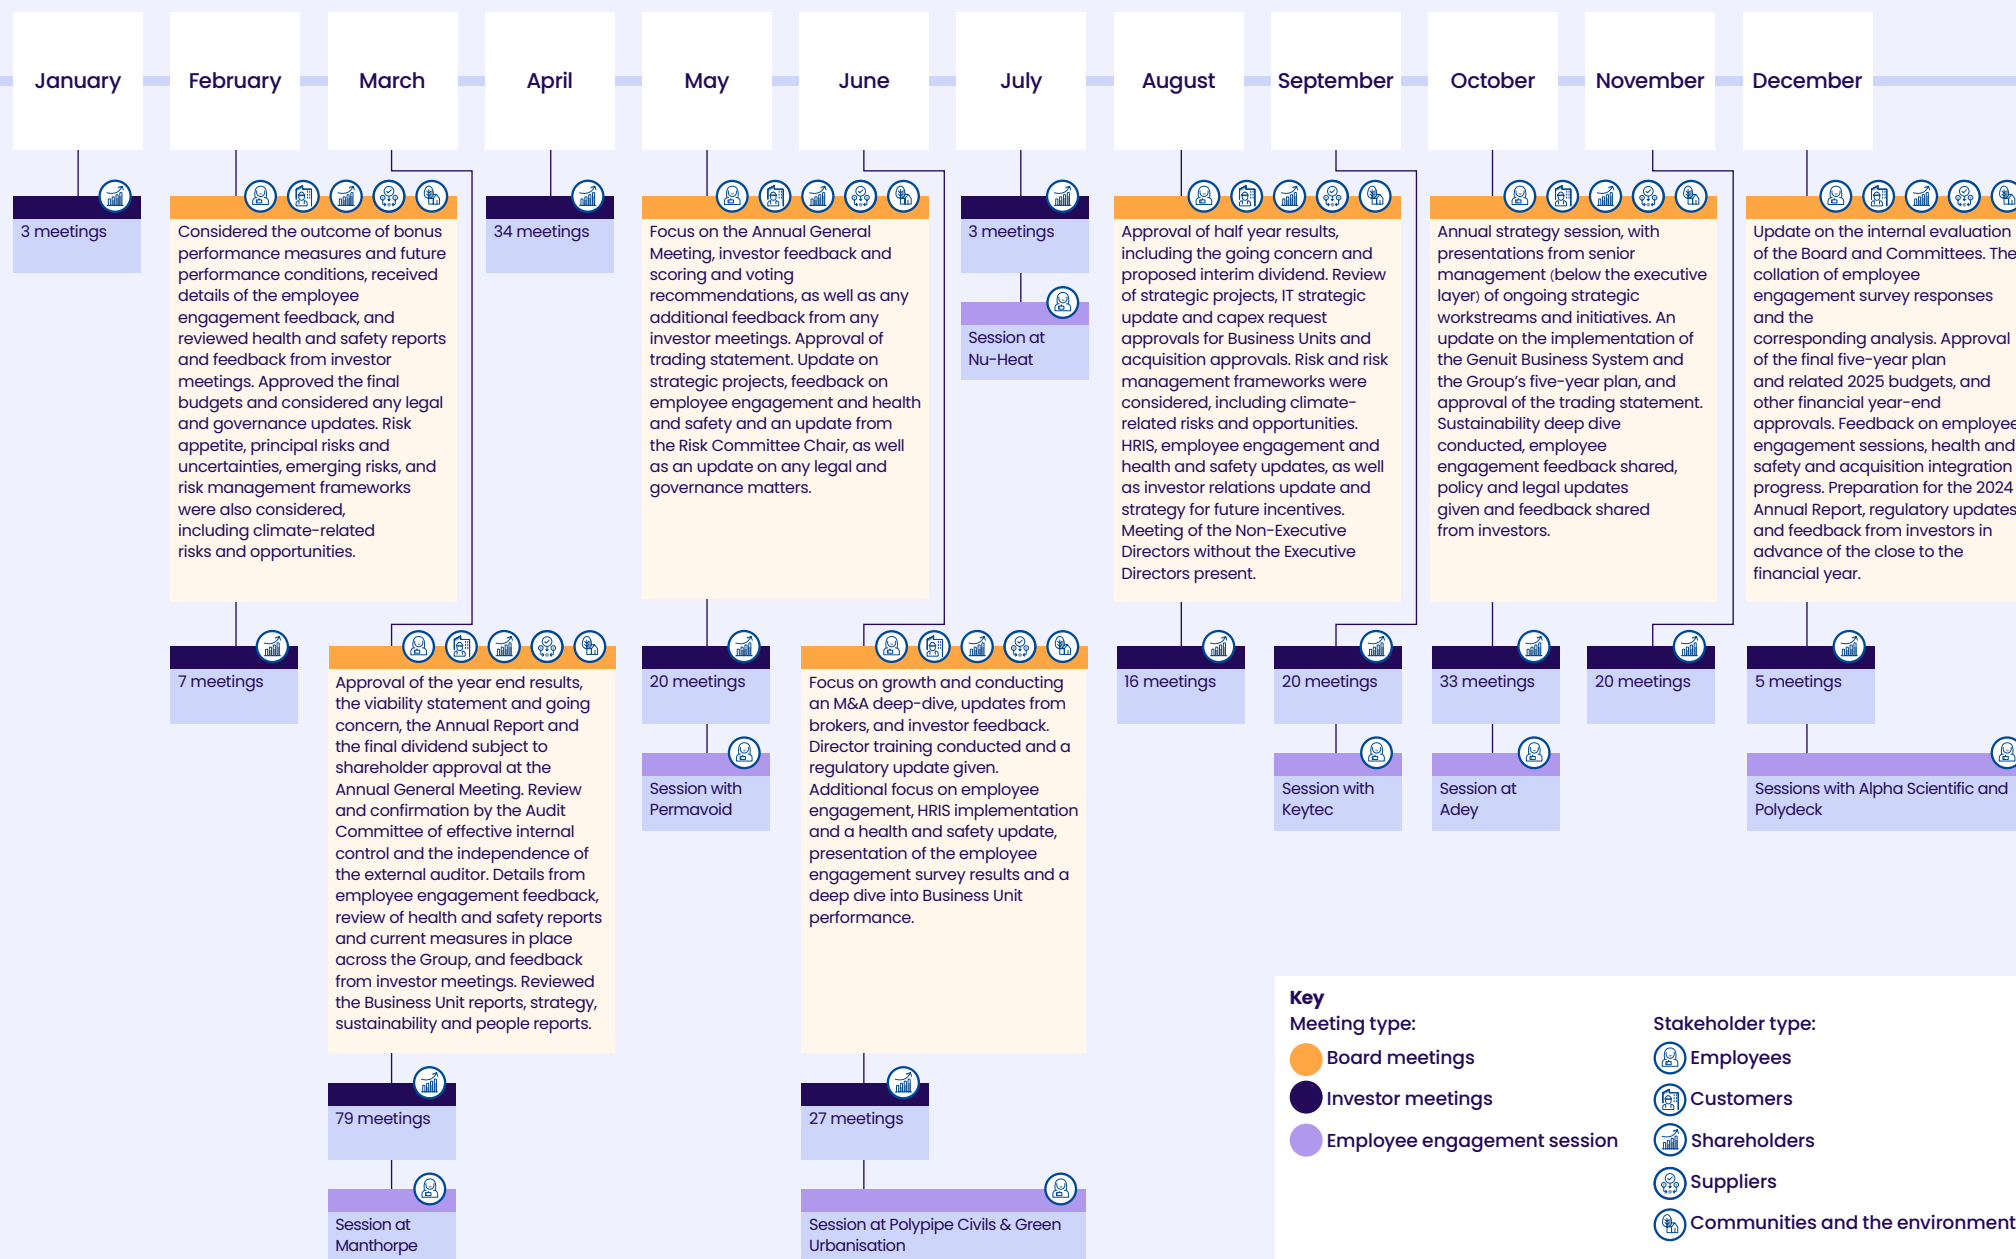 January
February
March
April
May
June
July
August
September
October
November
December
3 meetings
Considered the outcome of bonus
performance measures and future
performance conditions, received
details of the employee
engagement feedback, and
reviewed health and safety reports
and feedback from investor
meetings. Approved the final
budgets and considered any legal
and governance updates. Risk
appetite, principal risks and
uncertainties, emerging risks, and
risk management frameworks
were also considered,
including climate-related
risks and opportunities.
7 meetings
Approval of the year end results,
the viability statement and going
concern, the Annual Report and
the final dividend subject to
shareholder approval at the
Annual General Meeting. Review
and confirmation by the Audit
Committee of effective internal
control and the independence of
the external auditor. Details from
employee engagement feedback,
review of health and safety reports
and current measures in place
across the Group, and feedback
from investor meetings. Reviewed
the Business Unit reports, strategy,
sustainability and people reports.
79 meetings
Session at
Manthorpe
34 meetings
Focus on the Annual General
Meeting, investor feedback and
scoring and voting
recommendations, as well as any
additional feedback from any
investor meetings. Approval of
trading statement. Update on
strategic projects, feedback on
employee engagement and health
and safety and an update from
the Risk Committee Chair, as well
as an update on any legal and
governance matters.
20 meetings
Session with
Permavoid
Focus on growth and conducting
an M&A deep-dive, updates from
brokers, and investor feedback.
Director training conducted and a
regulatory update given.
Additional focus on employee
engagement, HRIS implementation
and a health and safety update,
presentation of the employee
engagement survey results and a
deep dive into Business Unit
performance.
27 meetings
Session at Polypipe Civils & Green
Urbanisation
3 meetings
Session at
Nu-Heat
Approval of half year results,
including the going concern and
proposed interim dividend. Review
of strategic projects, IT strategic
update and capex request
approvals for Business Units and
acquisition approvals. Risk and risk
management frameworks were
considered, including climate-
related risks and opportunities.
HRIS, employee engagement and
health and safety updates, as well
as investor relations update and
strategy for future incentives.
Meeting of the Non-Executive
Directors without the Executive
Directors present.
16 meetings
20 meetings
Session with
Keytec
Annual strategy session, with
presentations from senior
management (below the executive
layer) of ongoing strategic
workstreams and initiatives. An
update on the implementation of
the Genuit Business System and
the Group's five-year plan, and
approval of the trading statement.
Sustainability deep dive
conducted, employee
engagement feedback shared,
policy and legal updates
given and feedback shared
from investors.
33 meetings
Session at
Adey
20 meetings
Update on the internal evaluation
of the Board and Committees. The
collation of employee
engagement survey responses
and the
corresponding analysis. Approval
of the final five-year plan
and related 2025 budgets, and
other financial year-end
approvals. Feedback on employee
engagement sessions, health and
safety and acquisition integration
progress. Preparation for the 2024
Annual Report, regulatory updates
and feedback from investors in
advance of the close to the
financial year.
5 meetings
Sessions with Alpha Scientific and
Polydeck
Key
Meeting type:
Board meetings
Investor meetings
Employee engagement session
Stakeholder type:
Employees
Customers
Shareholders
Suppliers
Communities and the environment